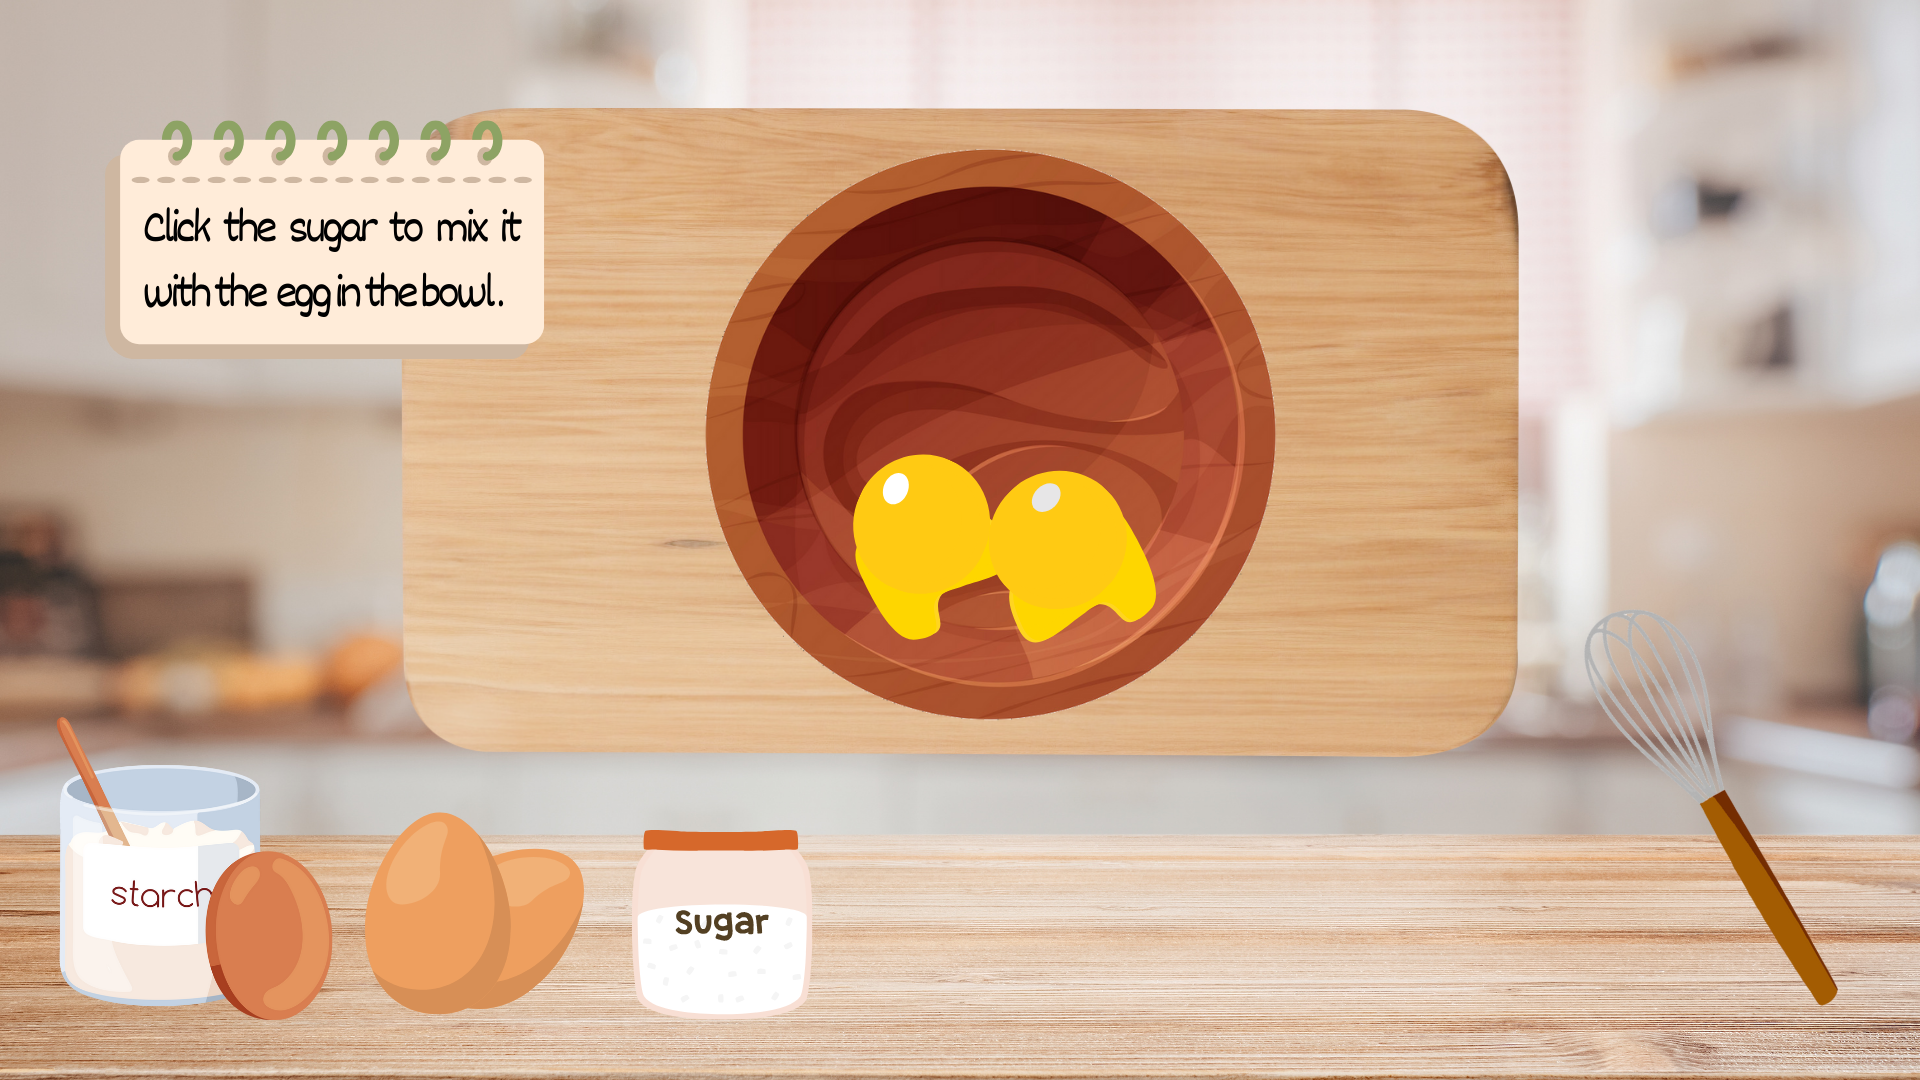 Click the sugar to mix it
with the egg in the bowl.
starch
Sugar